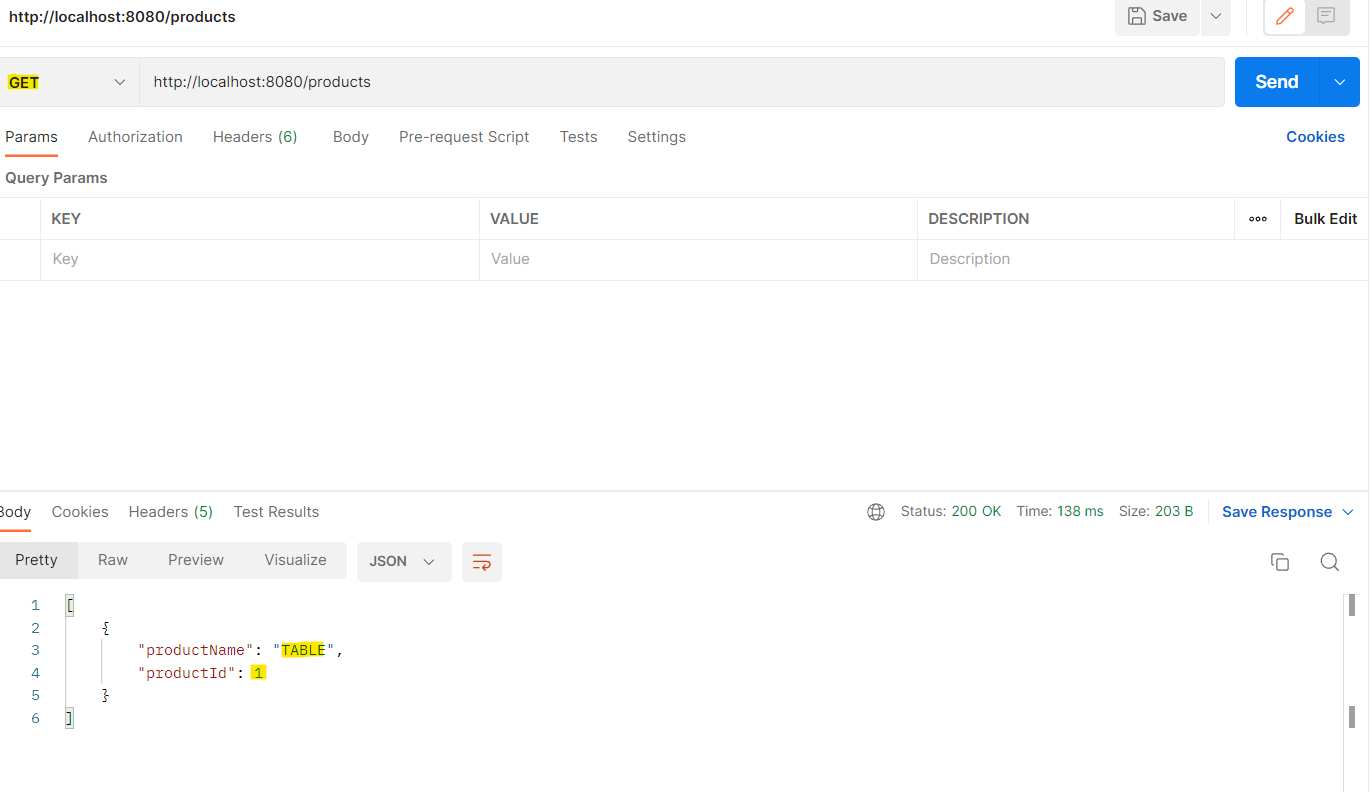 http://localhost:8080/products
Save
GET
http://localhost:8080/products
Send
Params Authorization Headers (6) Body Pre-request Script Tests Settings Cookies
Query Params
KEY VALUE DESCRIPTION ooo Bulk Edit
Key Value Description
Body Cookies Headers (5) Test Results Status: 200 OK Time: 138 ms Size: 203 B Save Response
Pretty Raw Preview Visualize JSON
1 [
2 {
3 "productName": "TABLE",
4 "productId": 1
5 }
6 ]